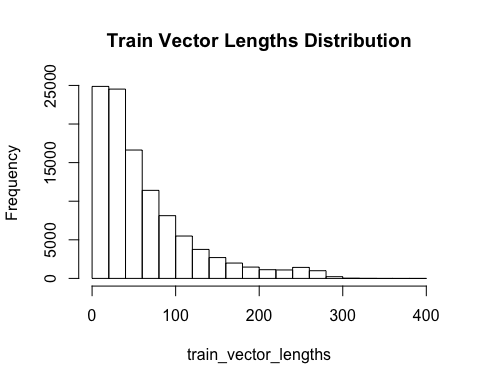 Train Vector Lengths Distribution
Frequency
25000
15000
5000
0
0 100 200 300 400
train_vector_lengths